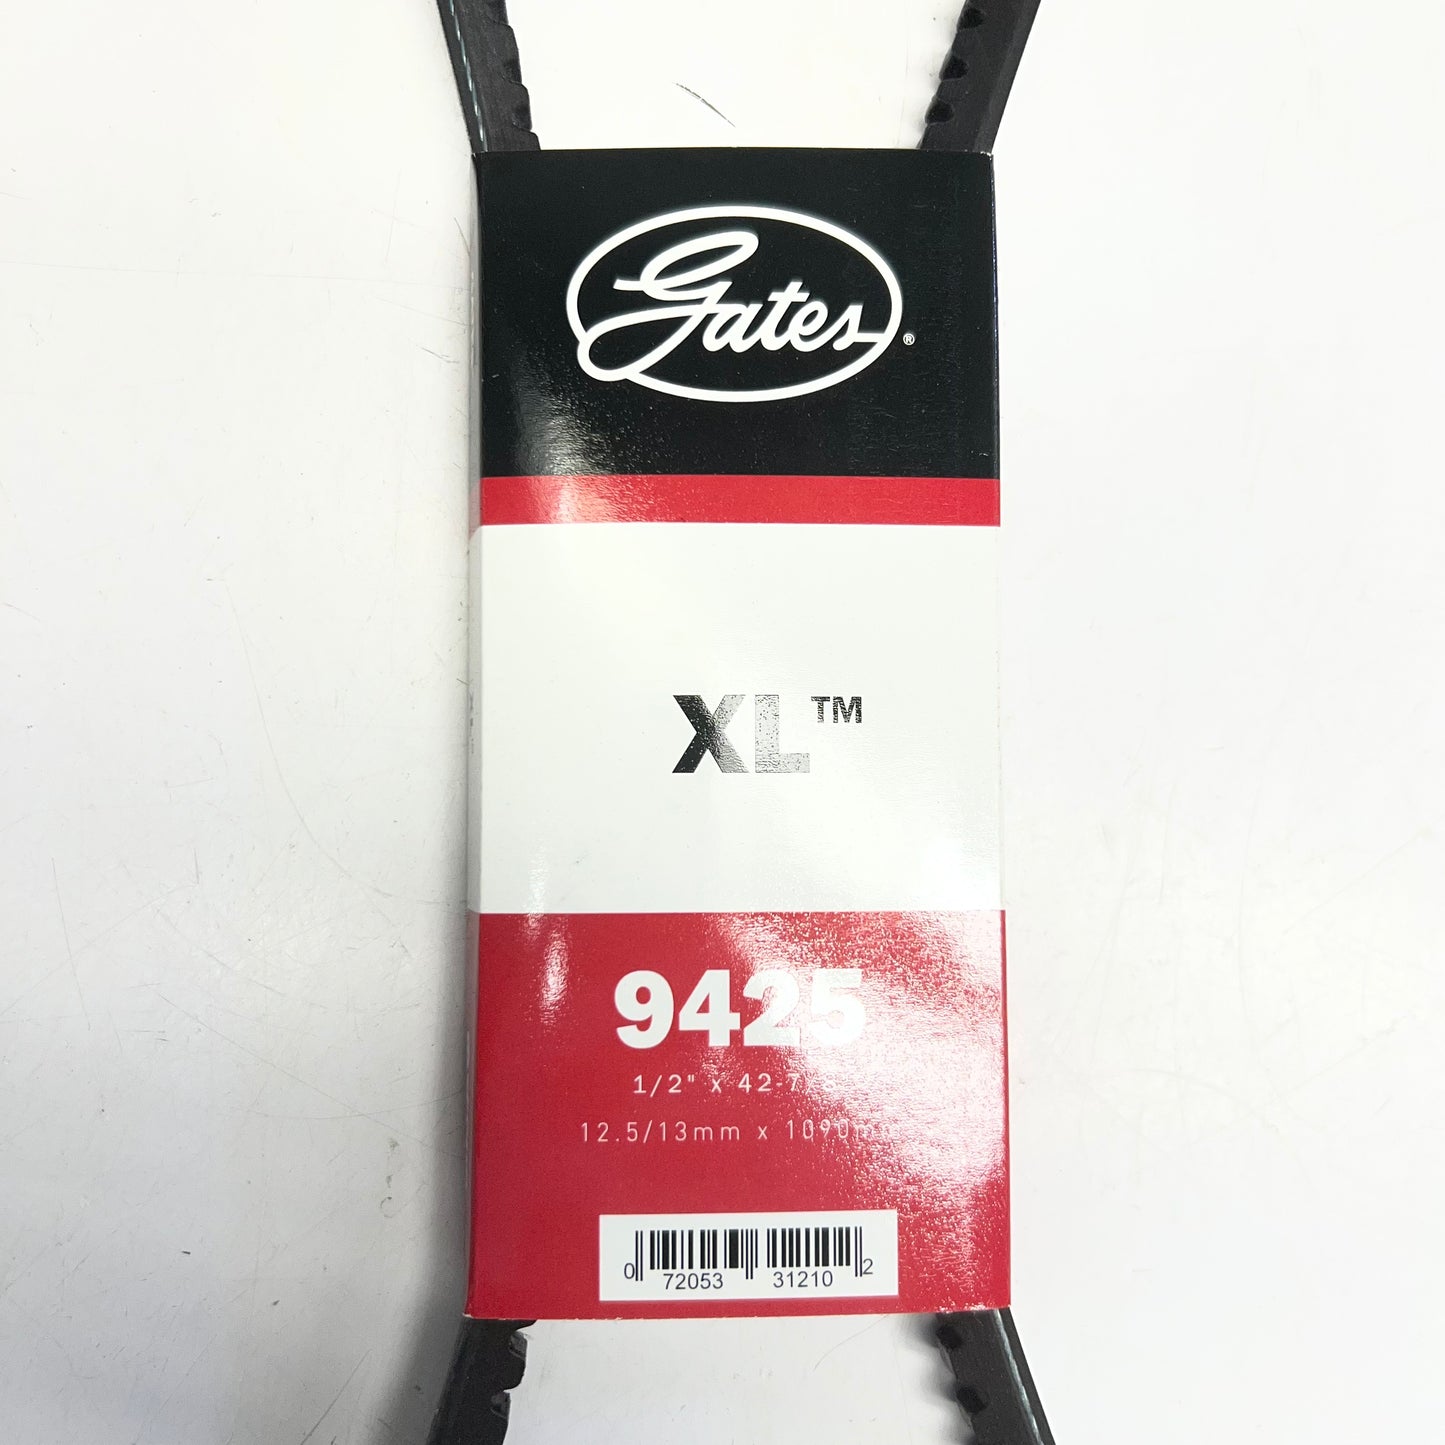 Gates®
XL™
9425
1/2" x 42-7
12.5/13mm x 1090m
0 72053 31210 2